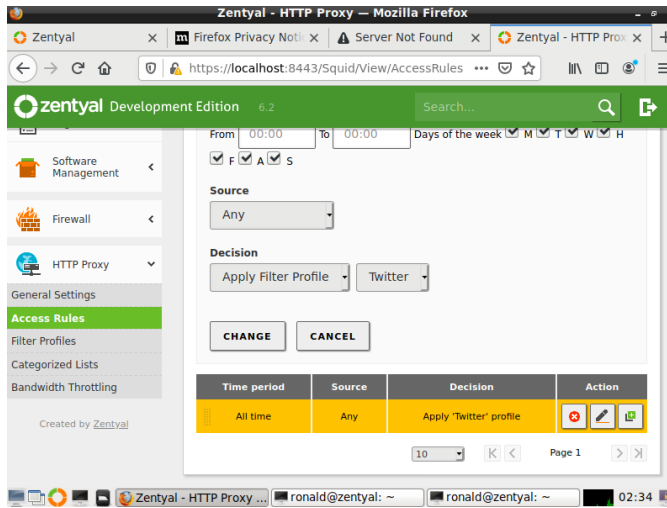 Zentyal - HTTP Proxy — Mozilla Firefox
Zentyal
Firefox Privacy Notic
Server Not Found
Zentyal - HTTP Prox
https://localhost:8443/Squid/View/AccessRules
zentyal Development Edition 6.2
Search...
From 00:00 To 00:00 Days of the week M T W H
F A S
Software
Management
Source
Any
Firewall
Decision
HTTP Proxy
Apply Filter Profile Twitter
General Settings
Access Rules
CHANGE CANCEL
Filter Profiles
Categorized Lists
Bandwidth Throttling
Time period Source Decision Action
All time Any Apply 'Twitter' profile
Created by Zentyal
10 Page 1
Zentyal - HTTP Proxy ...
ronald@zentyal: ~
ronald@zentyal: ~
02:34